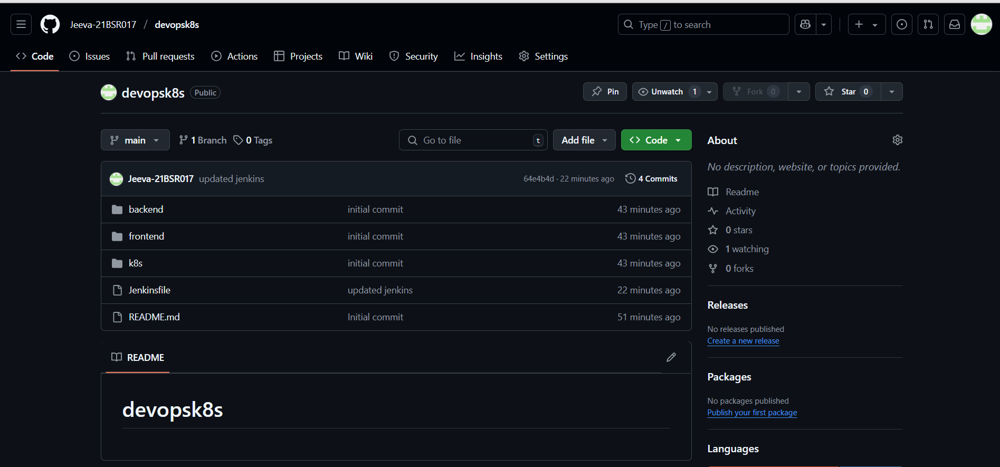 Jeeva-21BSR017 / devopsk8s
Type / to search
Code Issues Pull requests Actions Projects Wiki Security Insights Settings
devopsk8s Public
Pin Unwatch 1 Fork 0 Star 0
main 1 Branch 0 Tags Go to file t Add file Code
Jeeva-21BSR017 updated jenkins 64e4b4d · 22 minutes ago 4 Commits
backend initial commit 43 minutes ago
frontend initial commit 43 minutes ago
k8s initial commit 43 minutes ago
Jenkinsfile updated jenkins 22 minutes ago
README.md Initial commit 51 minutes ago
README
devopsk8s
About
No description, website, or topics provided.
Readme
Activity
0 stars
1 watching
0 forks
Releases
No releases published
Create a new release
Packages
No packages published
Publish your first package
Languages